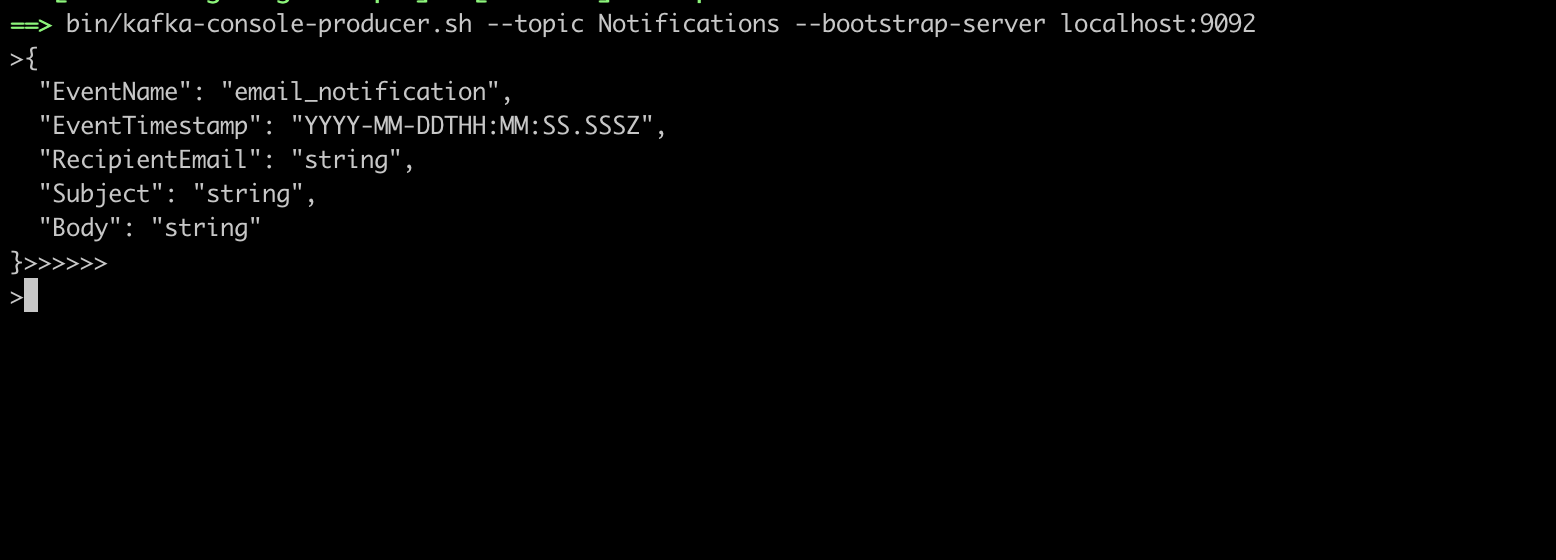 ==> bin/kafka-console-producer.sh --topic Notifications --bootstrap-server localhost:9092
>{
  "EventName": "email_notification",
  "EventTimestamp": "YYYY-MM-DDTHH:MM:SS.SSSZ",
  "RecipientEmail": "string",
  "Subject": "string",
  "Body": "string"
}>>>>>>
>